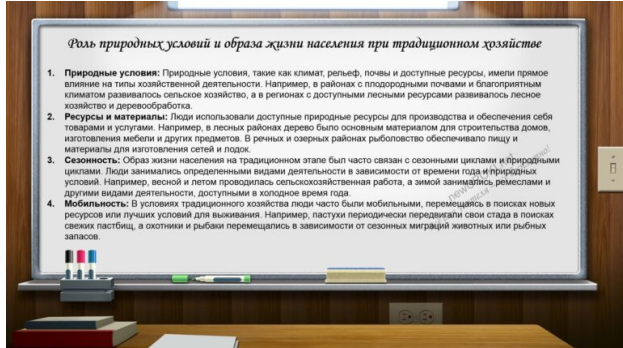 Роль природных условий и образа жизни населения при традиционном хозяйстве
1. Природные условия: Природные условия, такие как климат, рельеф, почвы и доступные ресурсы, имели прямое
влияние на типы хозяйственной деятельности. Например, в районах с плодородными почвами и благоприятным
климатом развивалось сельское хозяйство, а в регионах с доступными лесными ресурсами развивалось лесное
хозяйство и деревообработка.
2. Ресурсы и материалы: Люди использовали доступные природные ресурсы для производства и обеспечения себя
товарами и услугами. Например, в лесных районах дерево было основным материалом для строительства домов,
изготовления мебели и других предметов. В речных и озерных районах рыболовство обеспечивало пищу и
материалы для изготовления сетей и лодок.
3. Сезонность: Образ жизни населения на традиционном этапе был часто связан с сезонными циклами и природными
циклами. Люди занимались определенными видами деятельности в зависимости от времени года и природных
условий. Например, весной и летом проводилась сельскохозяйственная работа, а зимой занимались ремеслами и
другими видами деятельности, доступными в холодное время года.
4. Мобильность: В условиях традиционного хозяйства люди часто были мобильными, перемещаясь в поисках новых
ресурсов или лучших условий для выживания. Например, пастухи периодически передвигали свои стада в поисках
свежих пастбищ, а охотники и рыбаки перемещались в зависимости от сезонных миграций животных или рыбных
запасов.